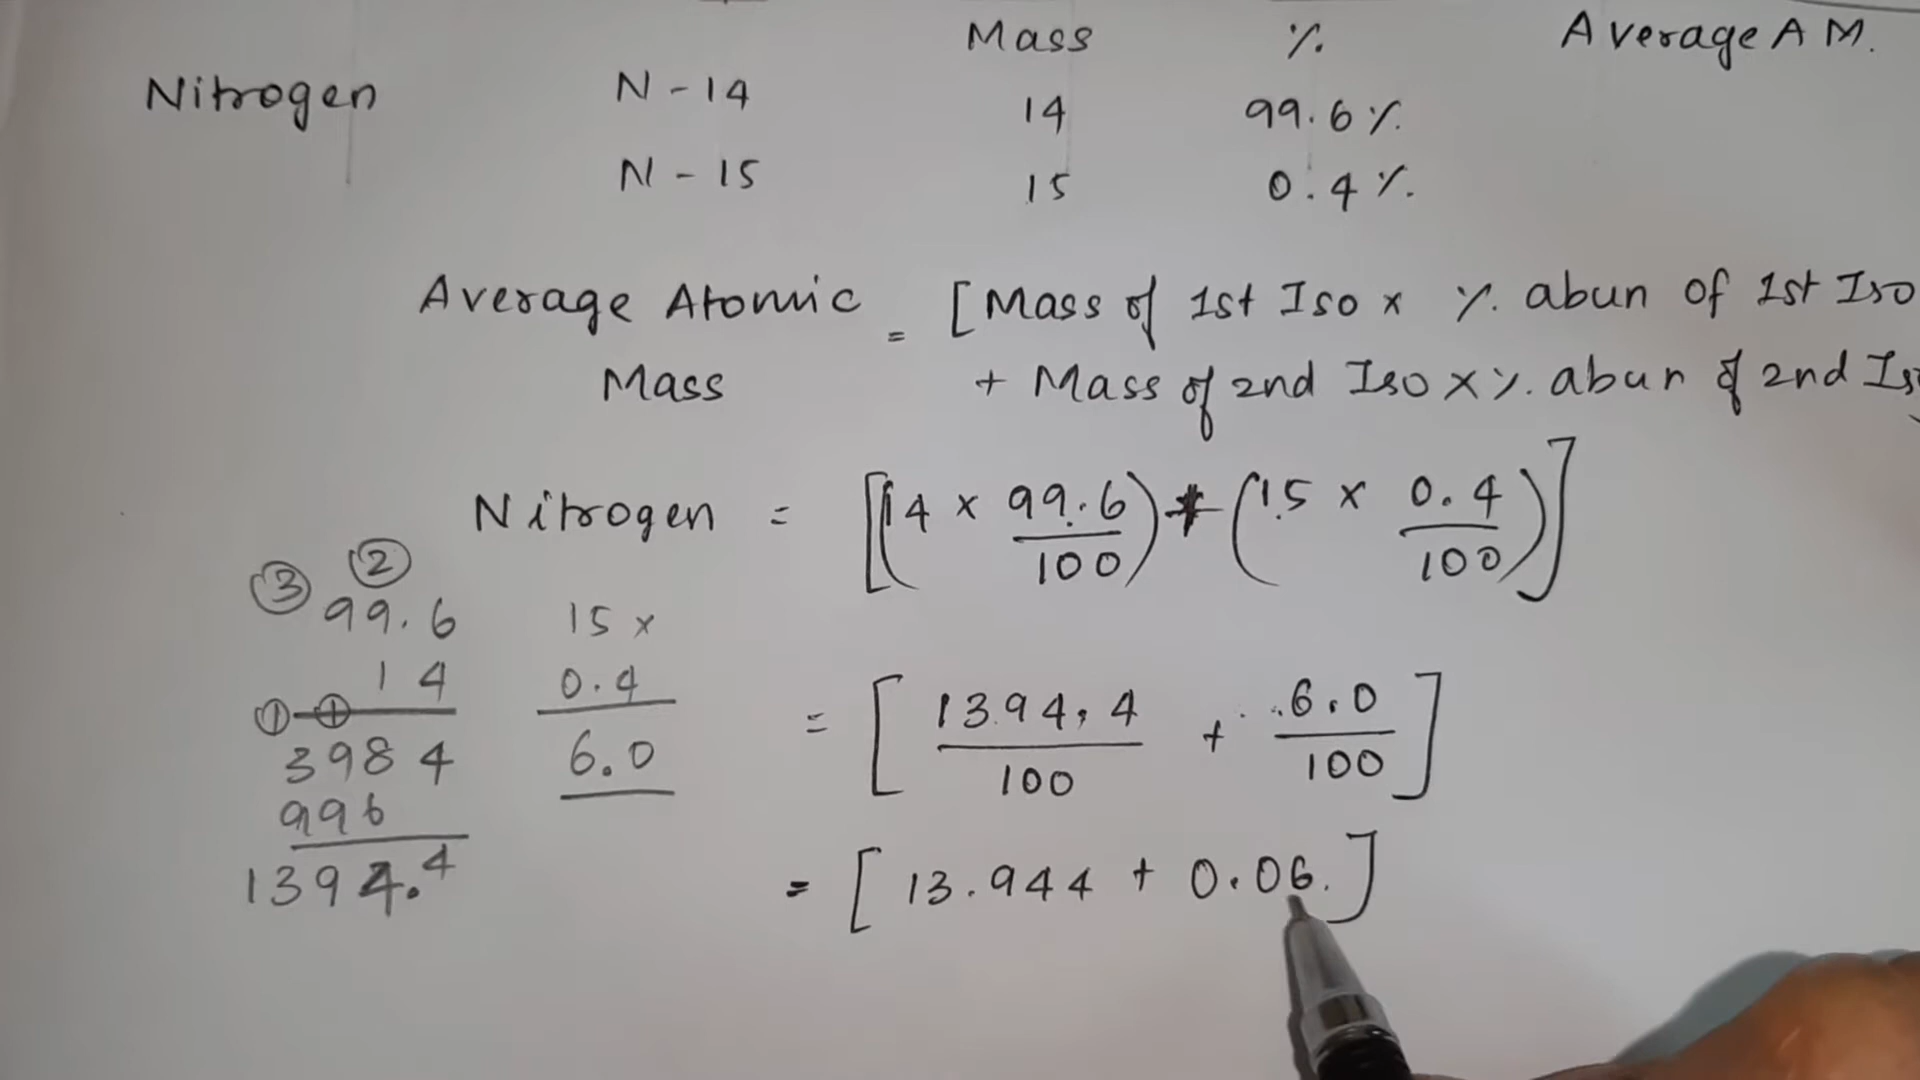 Mass % Average A M.
Nitrogen N - 14 14 99.6 %
N - 15 15 0.4 %
Average Atomic Mass = [Mass of 1st Iso x % abun of 1st Iso
+ Mass of 2nd Iso x % abun of 2nd Iso
Nitrogen = [(14 x 99.6/100) + (15 x 0.4/100)]
③ ②
99.6
14
① ①
3984
996
1394.4
15 x
0.4
6.0
= [1394.4/100 + 6.0/100]
= [13.944 + 0.06]